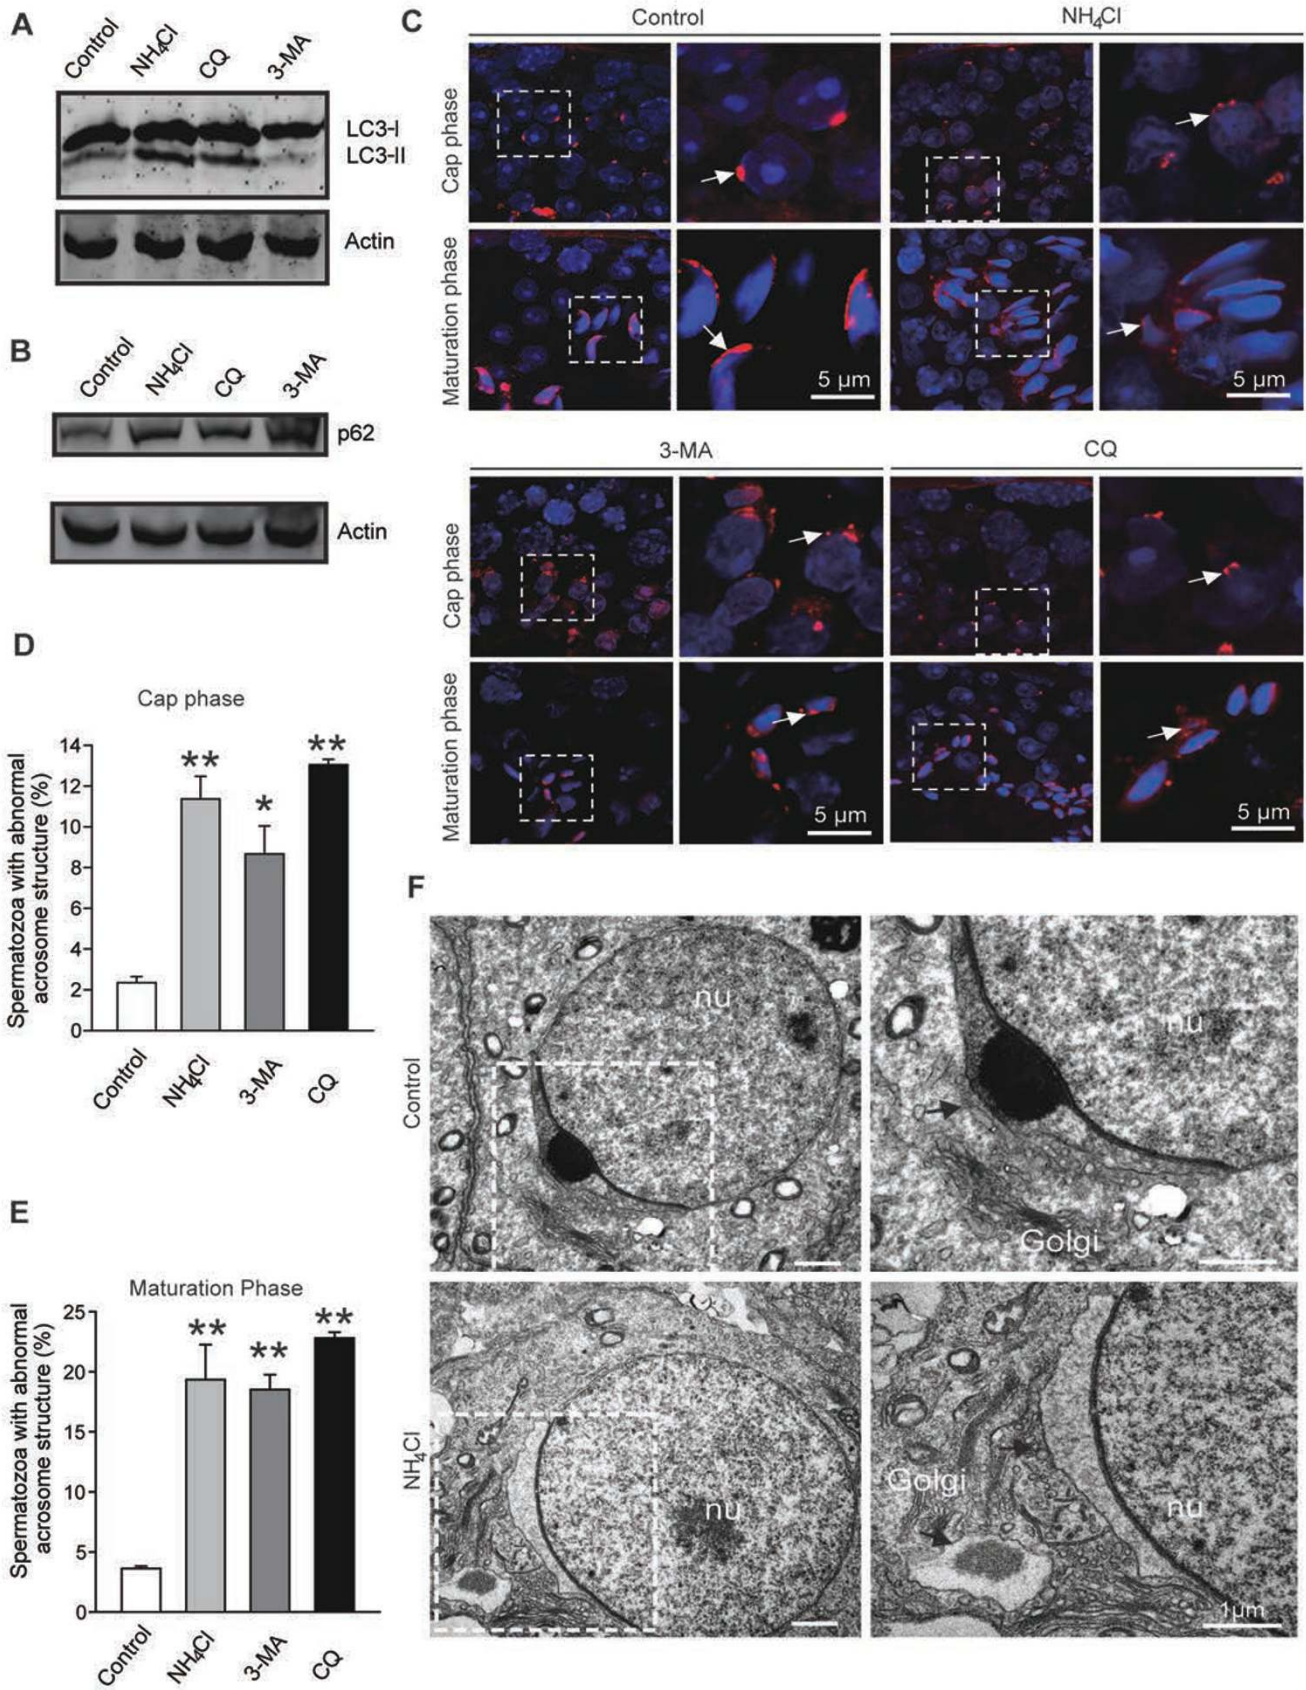 A
Control
NH4Cl
CQ
3-MA
LC3-I
LC3-II
Actin
B
Control
NH4Cl
CQ
3-MA
p62
Actin
C
Control
NH4Cl
Cap phase
Maturation phase
5 μm
5 μm
3-MA
CQ
Cap phase
Maturation phase
5 μm
5 μm
D
Cap phase
Spermatozoa with abnormal
acrosome structure (%)
14
12
10
8
6
4
2
0
**
*
**
Control
NH4Cl
3-MA
CQ
E
Maturation Phase
Spermatozoa with abnormal
acrosome structure (%)
25
20
15
10
5
0
**
**
**
Control
NH4Cl
3-MA
CQ
F
Control
nu
nu
Golgi
NH4Cl
nu
Golgi
nu
1μm